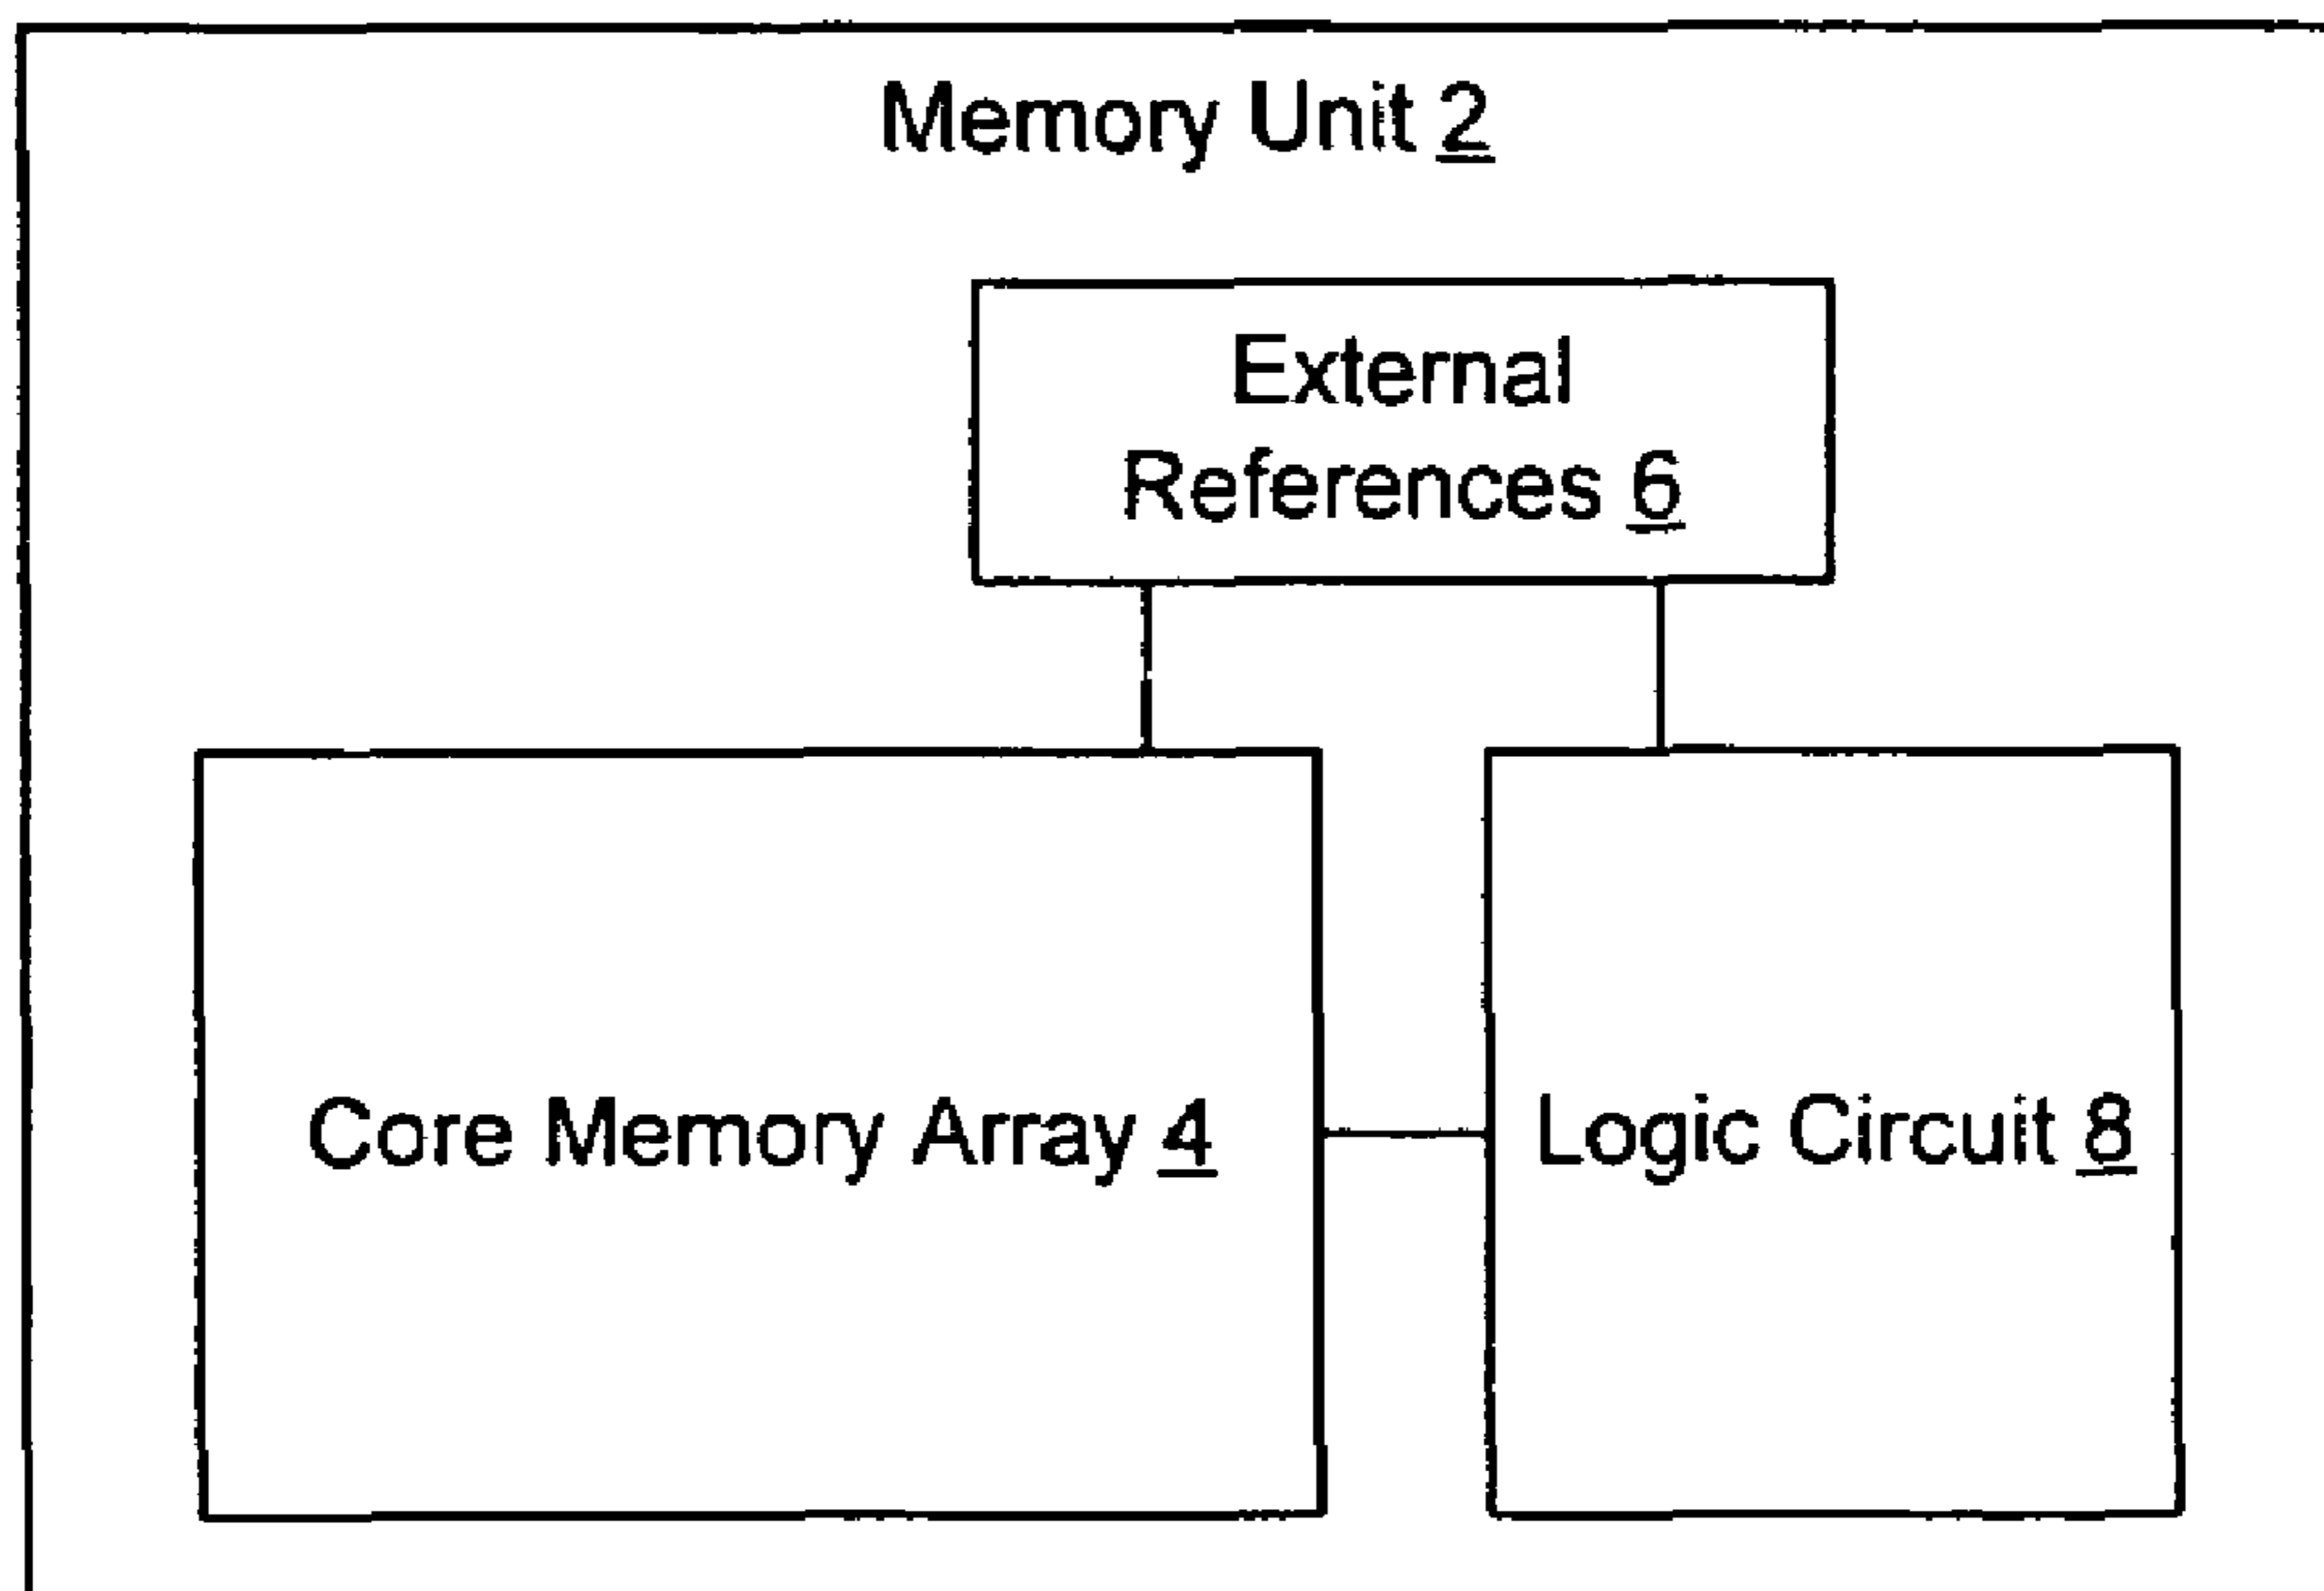 Memory Unit 2
External
References 6
Core Memory Array 4
Logic Circuit 8